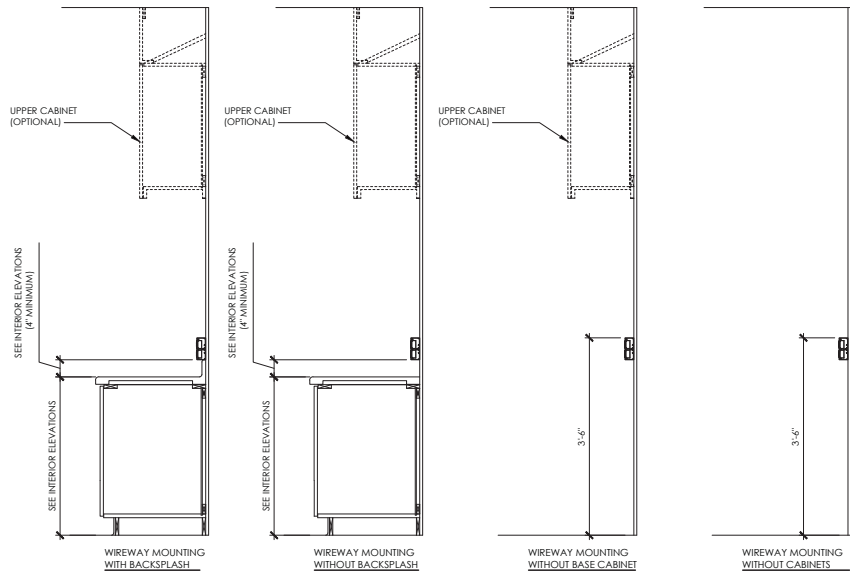 UPPER CABINET
(OPTIONAL)
UPPER CABINET
(OPTIONAL)
UPPER CABINET
(OPTIONAL)
SEE INTERIOR ELEVATIONS
(4" MINIMUM)
SEE INTERIOR ELEVATIONS
SEE INTERIOR ELEVATIONS
(4" MINIMUM)
SEE INTERIOR ELEVATIONS
3'-6"
3'-6"
WIREWAY MOUNTING
WITH BACKSPLASH
WIREWAY MOUNTING
WITHOUT BACKSPLASH
WIREWAY MOUNTING
WITHOUT BASE CABINET
WIREWAY MOUNTING
WITHOUT CABINETS